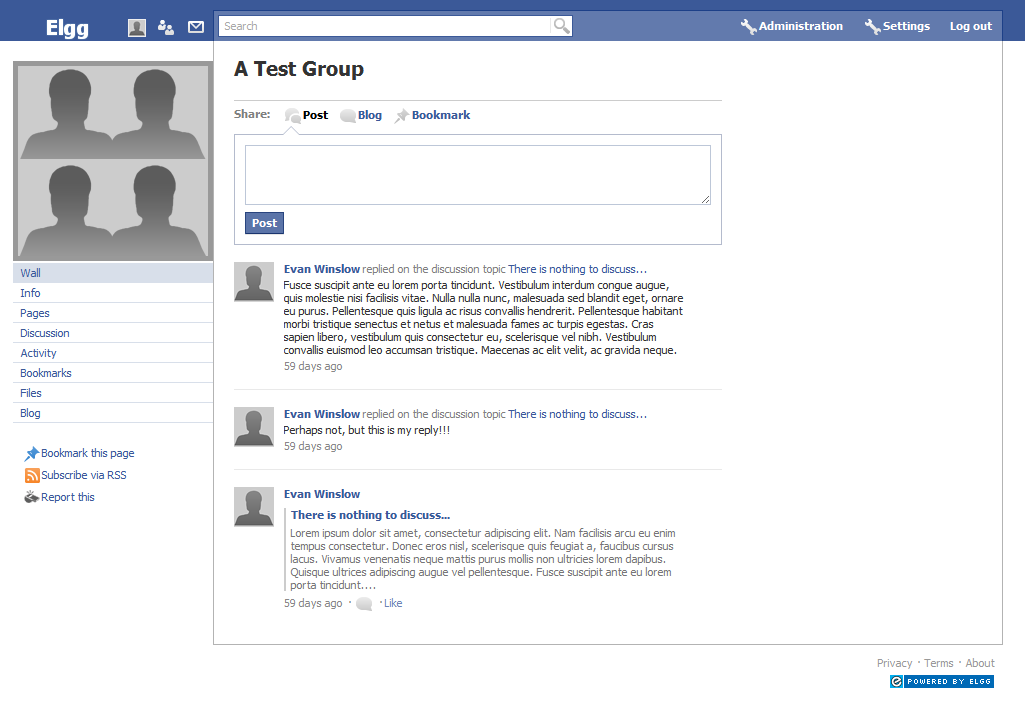 Elgg
Search
Administration
Settings
Log out
A Test Group
Share:
Post
Blog
Bookmark
Post
Wall
Info
Pages
Discussion
Activity
Bookmarks
Files
Blog
Bookmark this page
Subscribe via RSS
Report this
Evan Winslow replied on the discussion topic There is nothing to discuss...
Fusce suscipit ante eu lorem porta tincidunt. Vestibulum interdum congue augue,
quis molestie nisi facilisis vitae. Nulla nulla nunc, malesuada sed blandit eget, ornare
eu purus. Pellentesque quis ligula ac risus convallis hendrerit. Pellentesque habitant
morbi tristique senectus et netus et malesuada fames ac turpis egestas. Cras
sapien libero, vestibulum quis consectetur eu, scelerisque vel nibh. Vestibulum
convallis euismod leo accumsan tristique. Maecenas ac elit velit, ac gravida neque.
59 days ago
Evan Winslow replied on the discussion topic There is nothing to discuss...
Perhaps not, but this is my reply!!!
59 days ago
Evan Winslow
There is nothing to discuss...
Lorem ipsum dolor sit amet, consectetur adipiscing elit. Nam facilisis arcu eu enim
tempus consectetur. Donec eros nisl, scelerisque quis feugiat a, faucibus cursus
lacus. Vivamus venenatis neque mattis purus mollis non ultricies lorem dapibus.
Quisque ultrices adipiscing augue vel pellentesque. Fusce suscipit ante eu lorem
porta tincidunt....
59 days ago · · Like
Privacy · Terms · About
POWERED BY ELGG